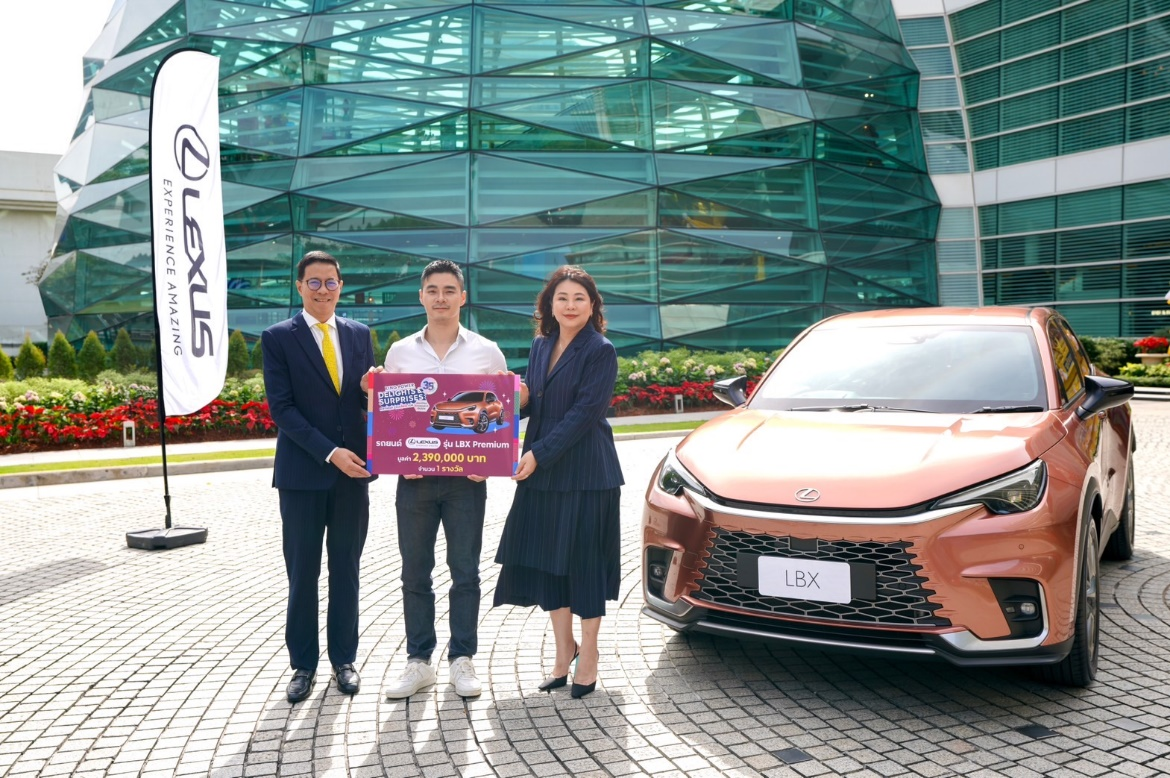 LEXUS
EXPERIENCE AMAZING
KING POWER
DELIGHTS &
SURPRISES
35
รถยนต์ LEXUS รุ่น LBX Premium
มูลค่า 2,390,000 บาท
จำนวน 1 รางวัล
LBX